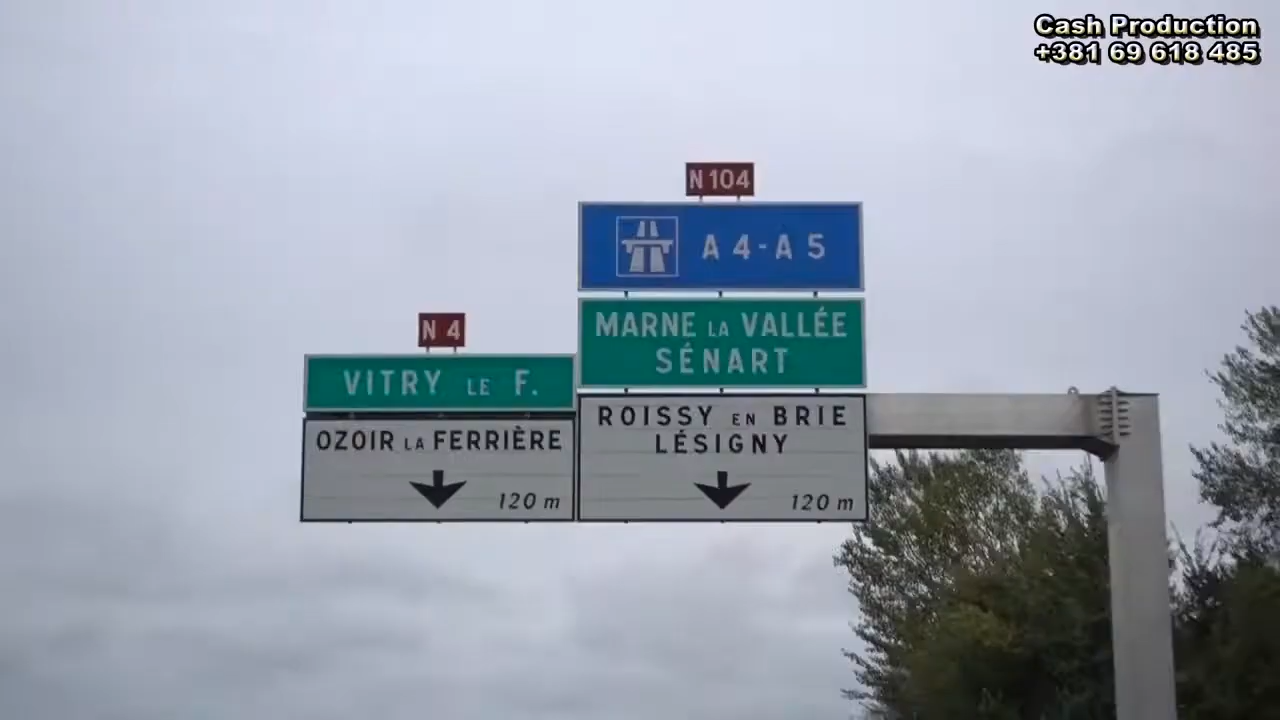 Cash Production
+381 69 618 485
N 104
A 4 - A 5
MARNE LA VALLÉE
SÉNART
ROISSY EN BRIE
LÉSIGNY
120 m
N 4
VITRY LE F.
OZOIR LA FERRIÈRE
120 m